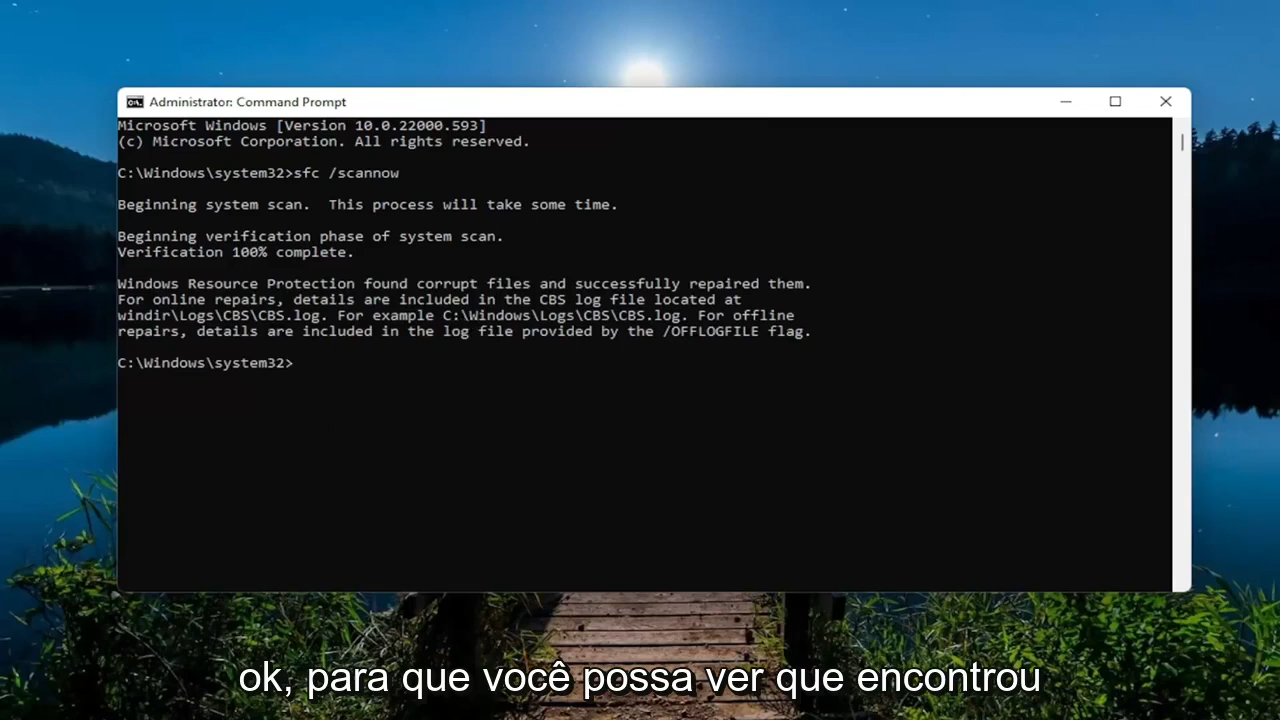 Administrator: Command Prompt
Microsoft Windows [Version 10.0.22000.593]
(c) Microsoft Corporation. All rights reserved.
C:\Windows\system32>sfc /scannow
Beginning system scan.  This process will take some time.
Beginning verification phase of system scan.
Verification 100% complete.
Windows Resource Protection found corrupt files and successfully repaired them.
For online repairs, details are included in the CBS log file located at
windir\Logs\CBS\CBS.log. For example C:\Windows\Logs\CBS\CBS.log. For offline
repairs, details are included in the log file provided by the /OFFLOGFILE flag.
C:\Windows\system32>
ok, para que você possa ver que encontrou